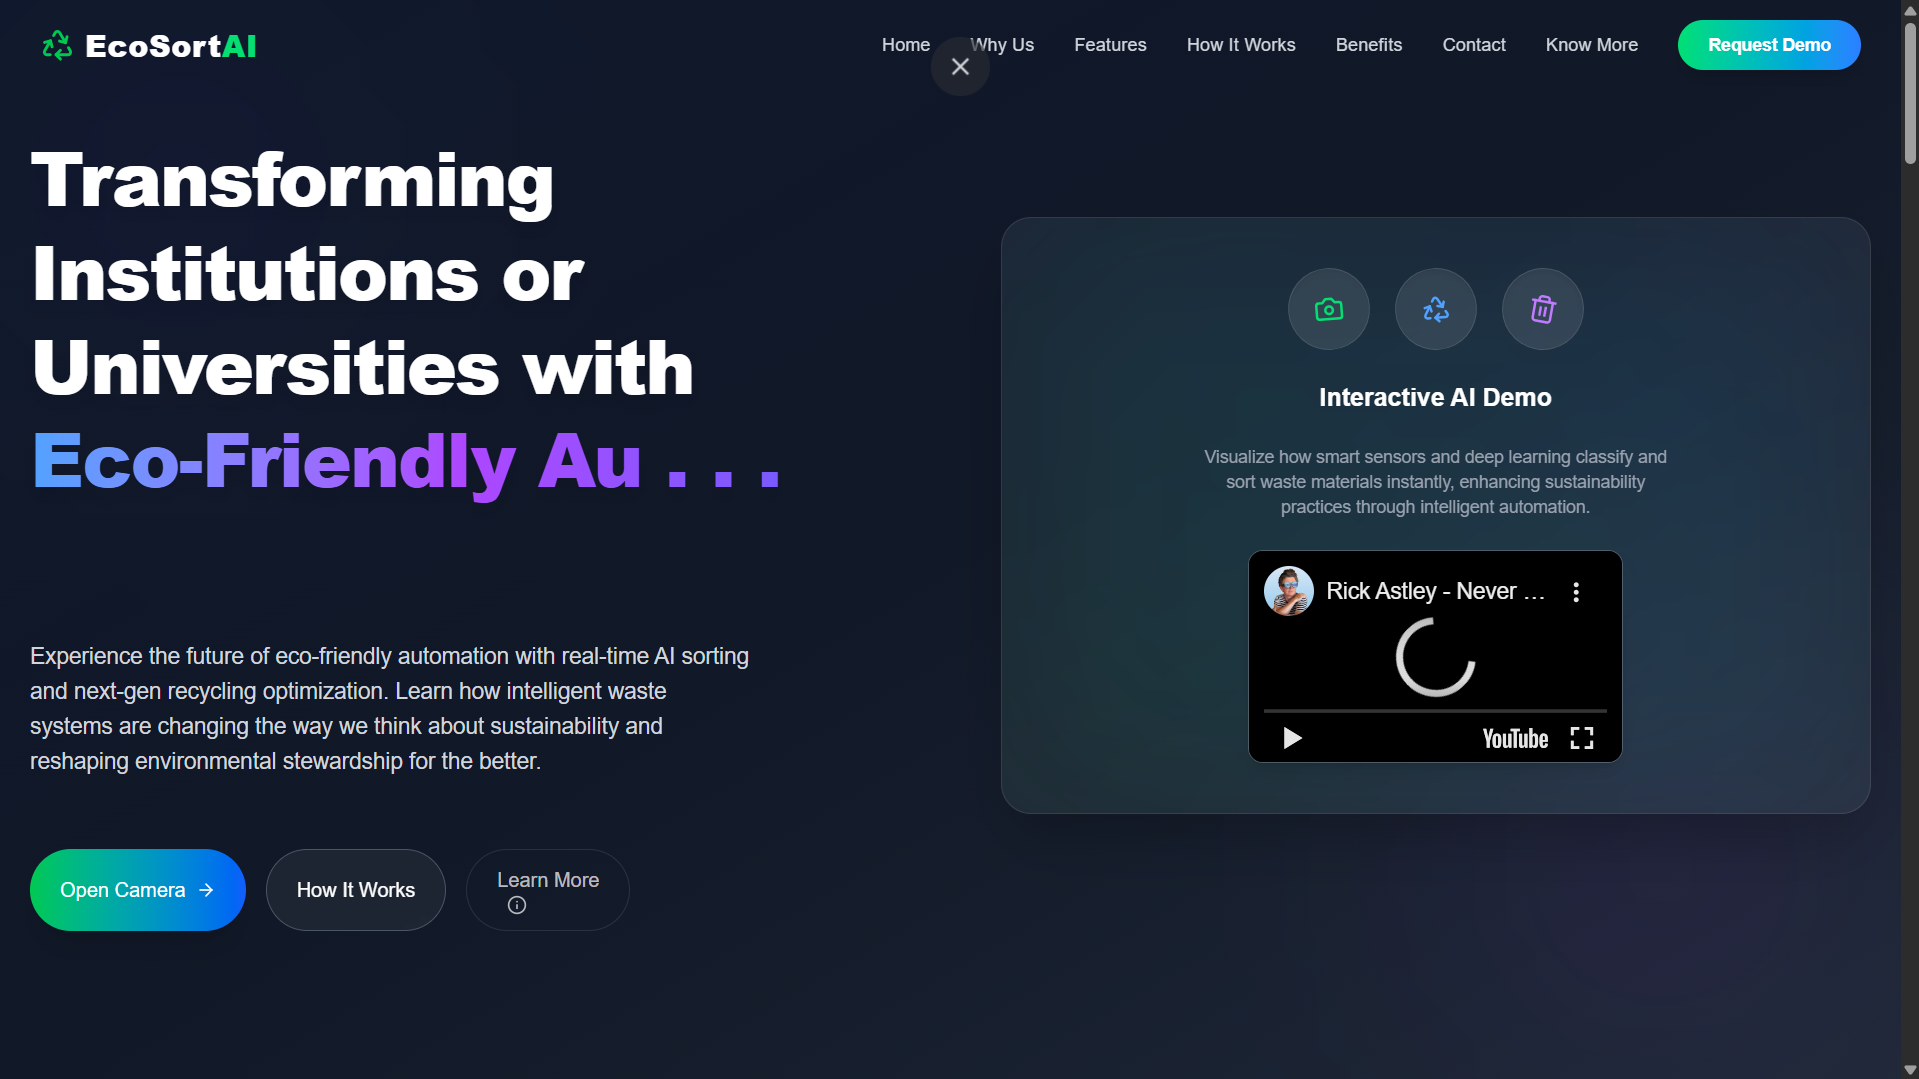 EcoSortAI
Home Why Us Features How It Works Benefits Contact Know More Request Demo
Transforming
Institutions or
Universities with
Eco-Friendly Au . . .
Experience the future of eco-friendly automation with real-time AI sorting
and next-gen recycling optimization. Learn how intelligent waste
systems are changing the way we think about sustainability and
reshaping environmental stewardship for the better.
Open Camera
How It Works
Learn More
Interactive AI Demo
Visualize how smart sensors and deep learning classify and
sort waste materials instantly, enhancing sustainability
practices through intelligent automation.
Rick Astley - Never …
YouTube